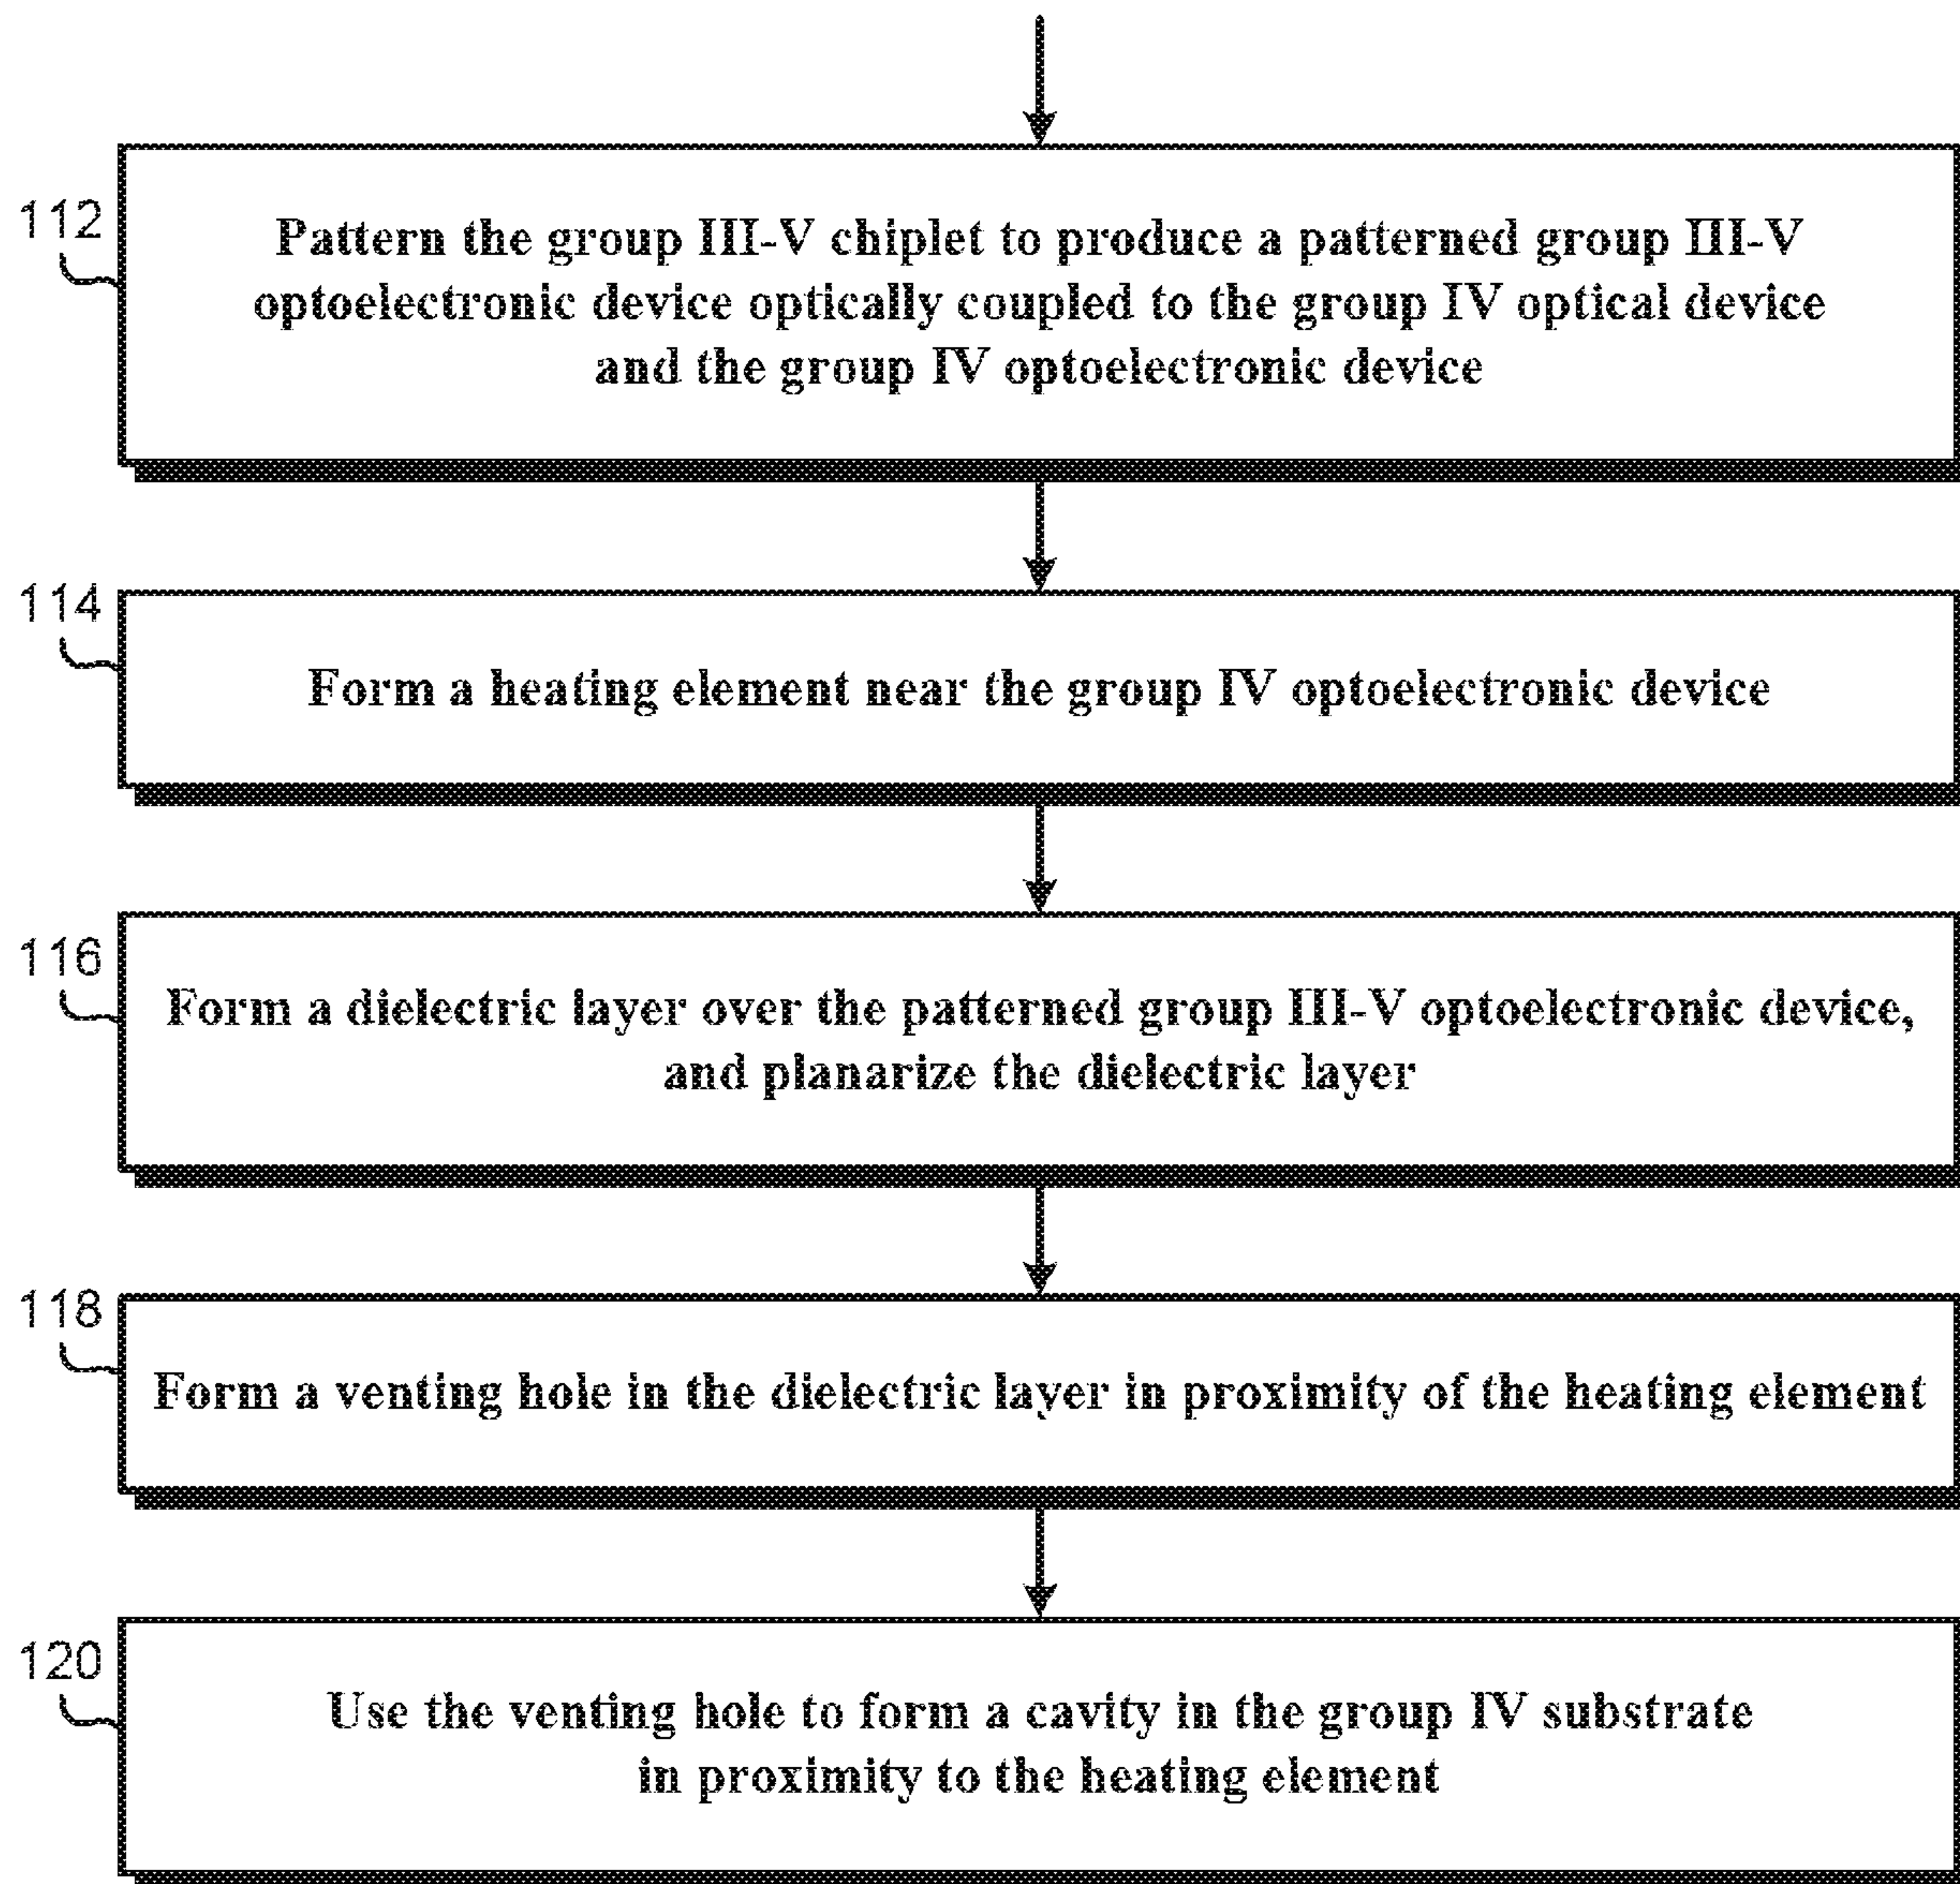 112
Pattern the group III-V chiplet to produce a patterned group III-V
optoelectronic device optically coupled to the group IV optical device
and the group IV optoelectronic device
114
Form a heating element near the group IV optoelectronic device
116
Form a dielectric layer over the patterned group III-V optoelectronic device,
and planarize the dielectric layer
118
Form a venting hole in the dielectric layer in proximity of the heating element
120
Use the venting hole to form a cavity in the group IV substrate
in proximity to the heating element